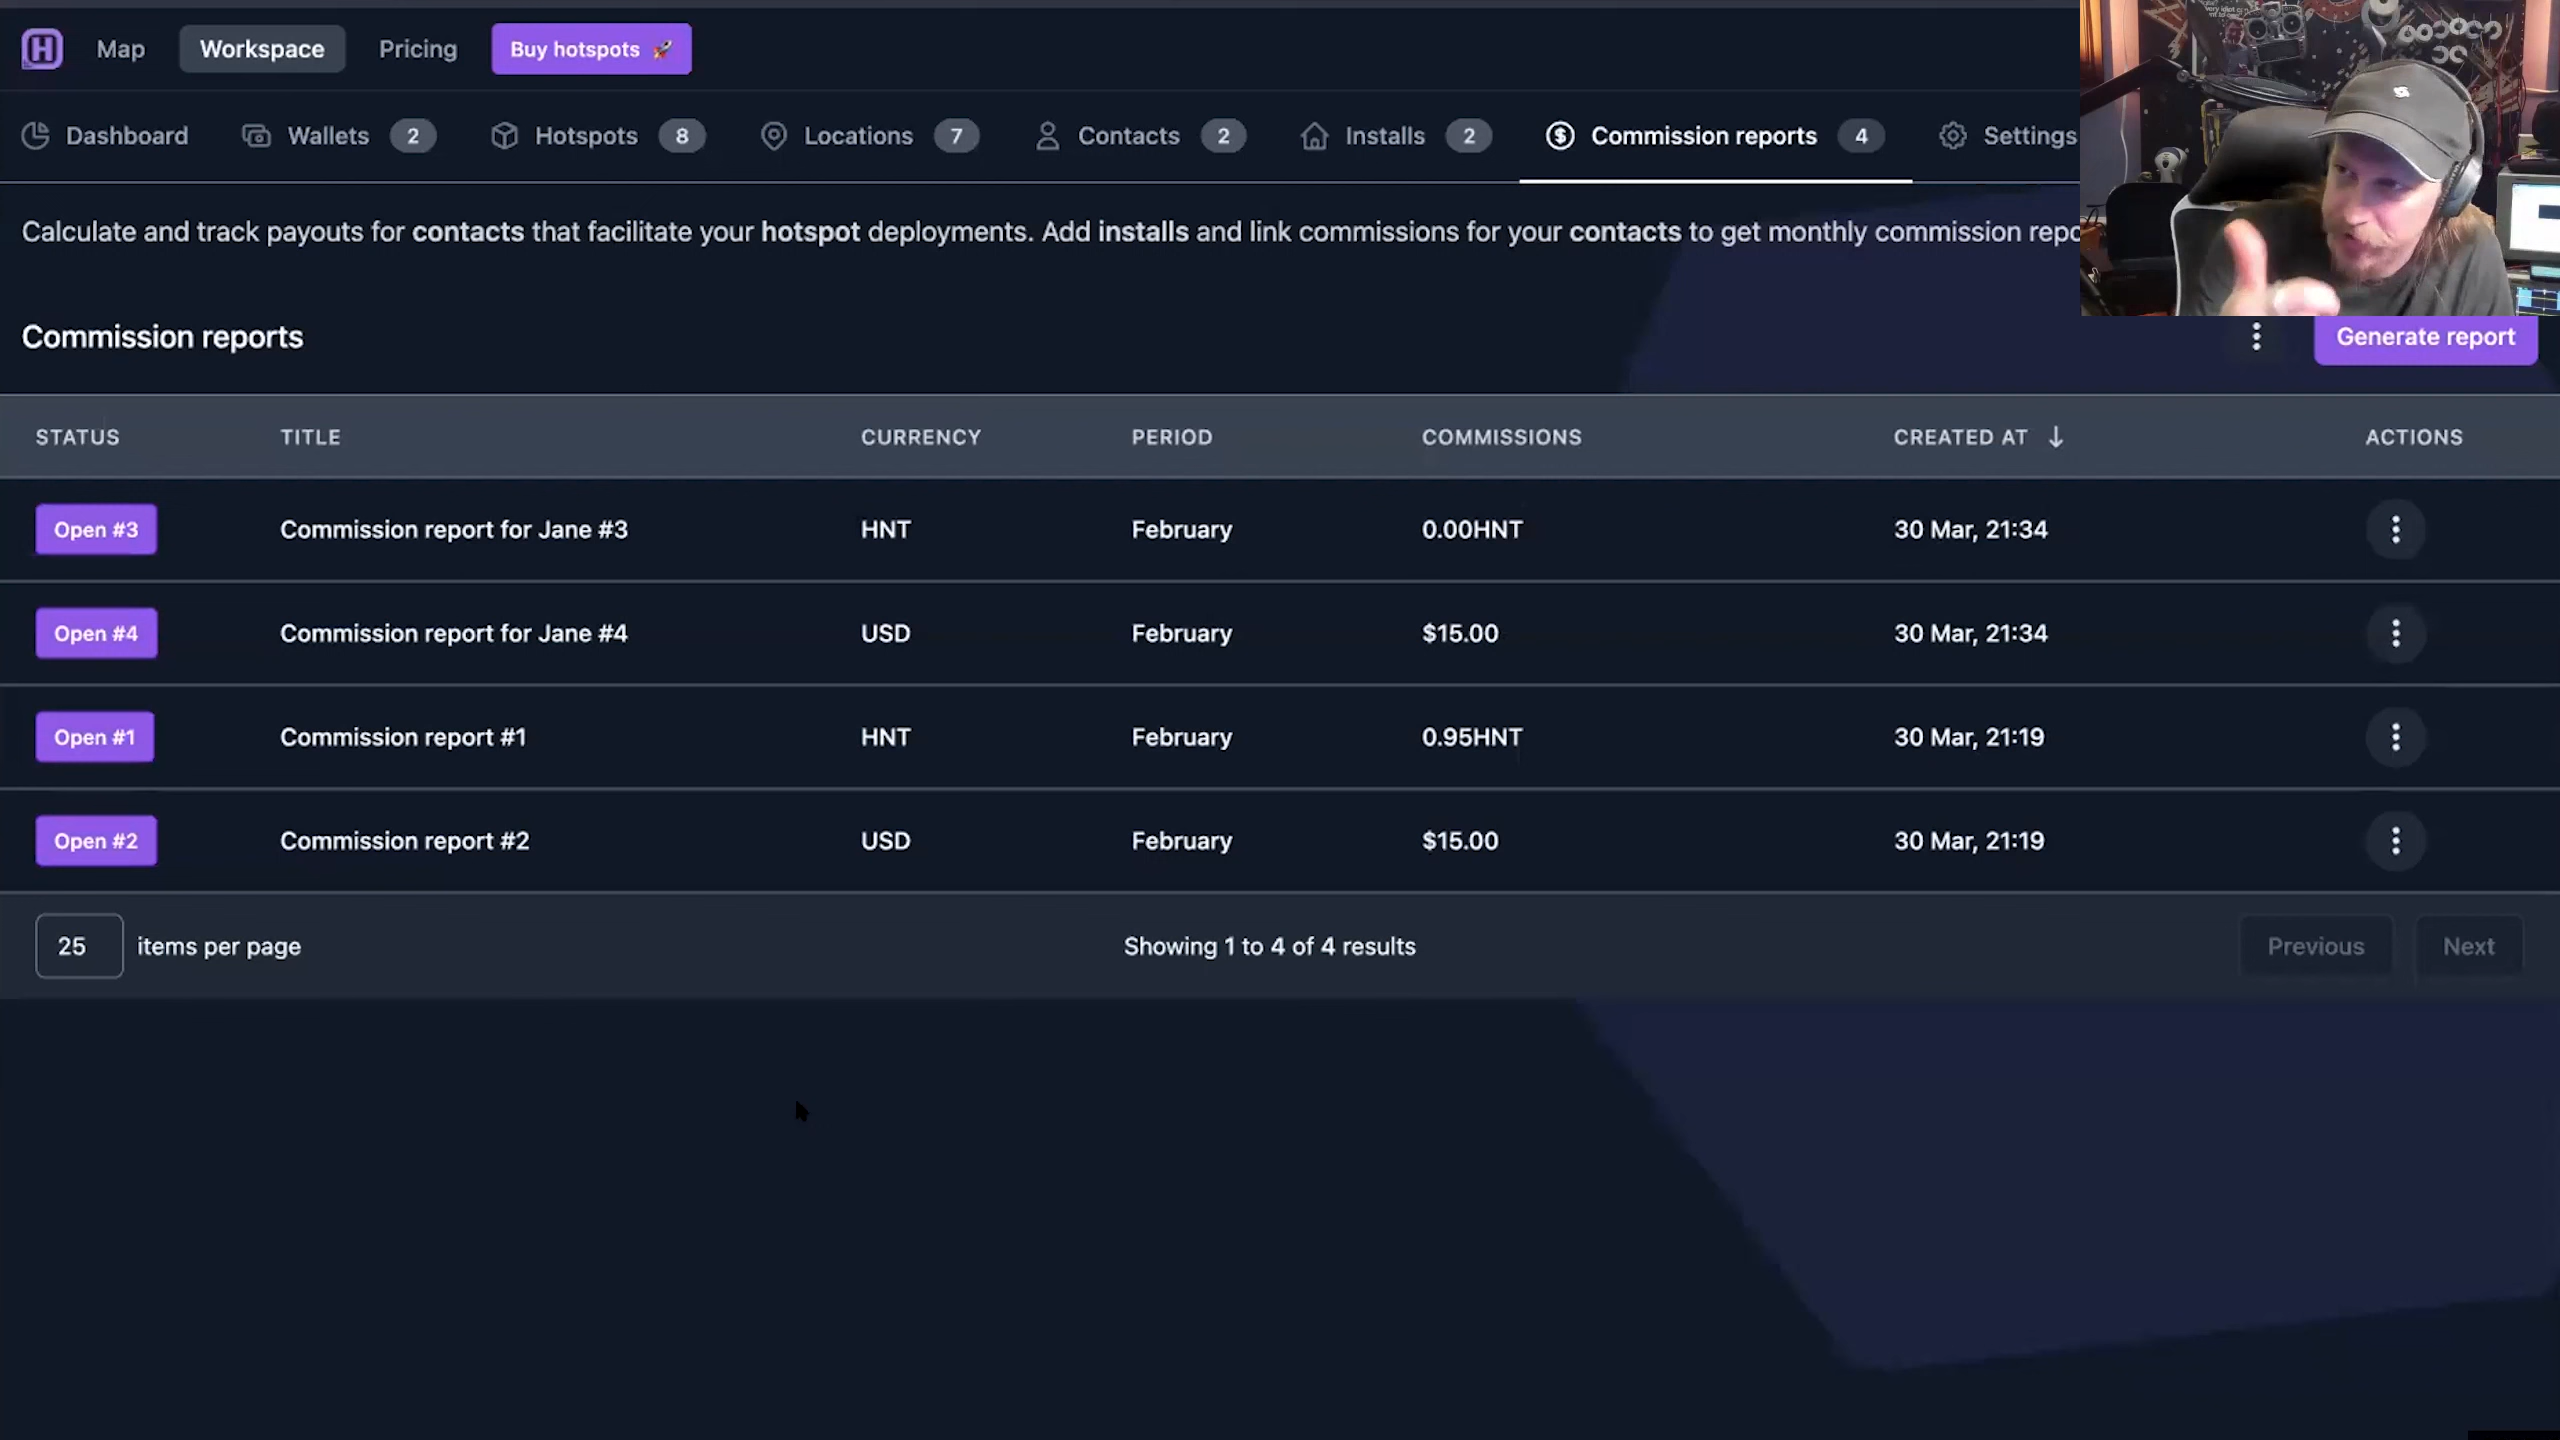 H Map Workspace Pricing Buy hotspots 🚀
Dashboard Wallets 2 Hotspots 8 Locations 7 Contacts 2 Installs 2 Commission reports 4 Settings
Calculate and track payouts for contacts that facilitate your hotspot deployments. Add installs and link commissions for your contacts to get monthly commission repo
Commission reports
Generate report
STATUS TITLE CURRENCY PERIOD COMMISSIONS CREATED AT ↓ ACTIONS
Open #3 Commission report for Jane #3 HNT February 0.00HNT 30 Mar, 21:34
Open #4 Commission report for Jane #4 USD February $15.00 30 Mar, 21:34
Open #1 Commission report #1 HNT February 0.95HNT 30 Mar, 21:19
Open #2 Commission report #2 USD February $15.00 30 Mar, 21:19
25 items per page Showing 1 to 4 of 4 results Previous Next